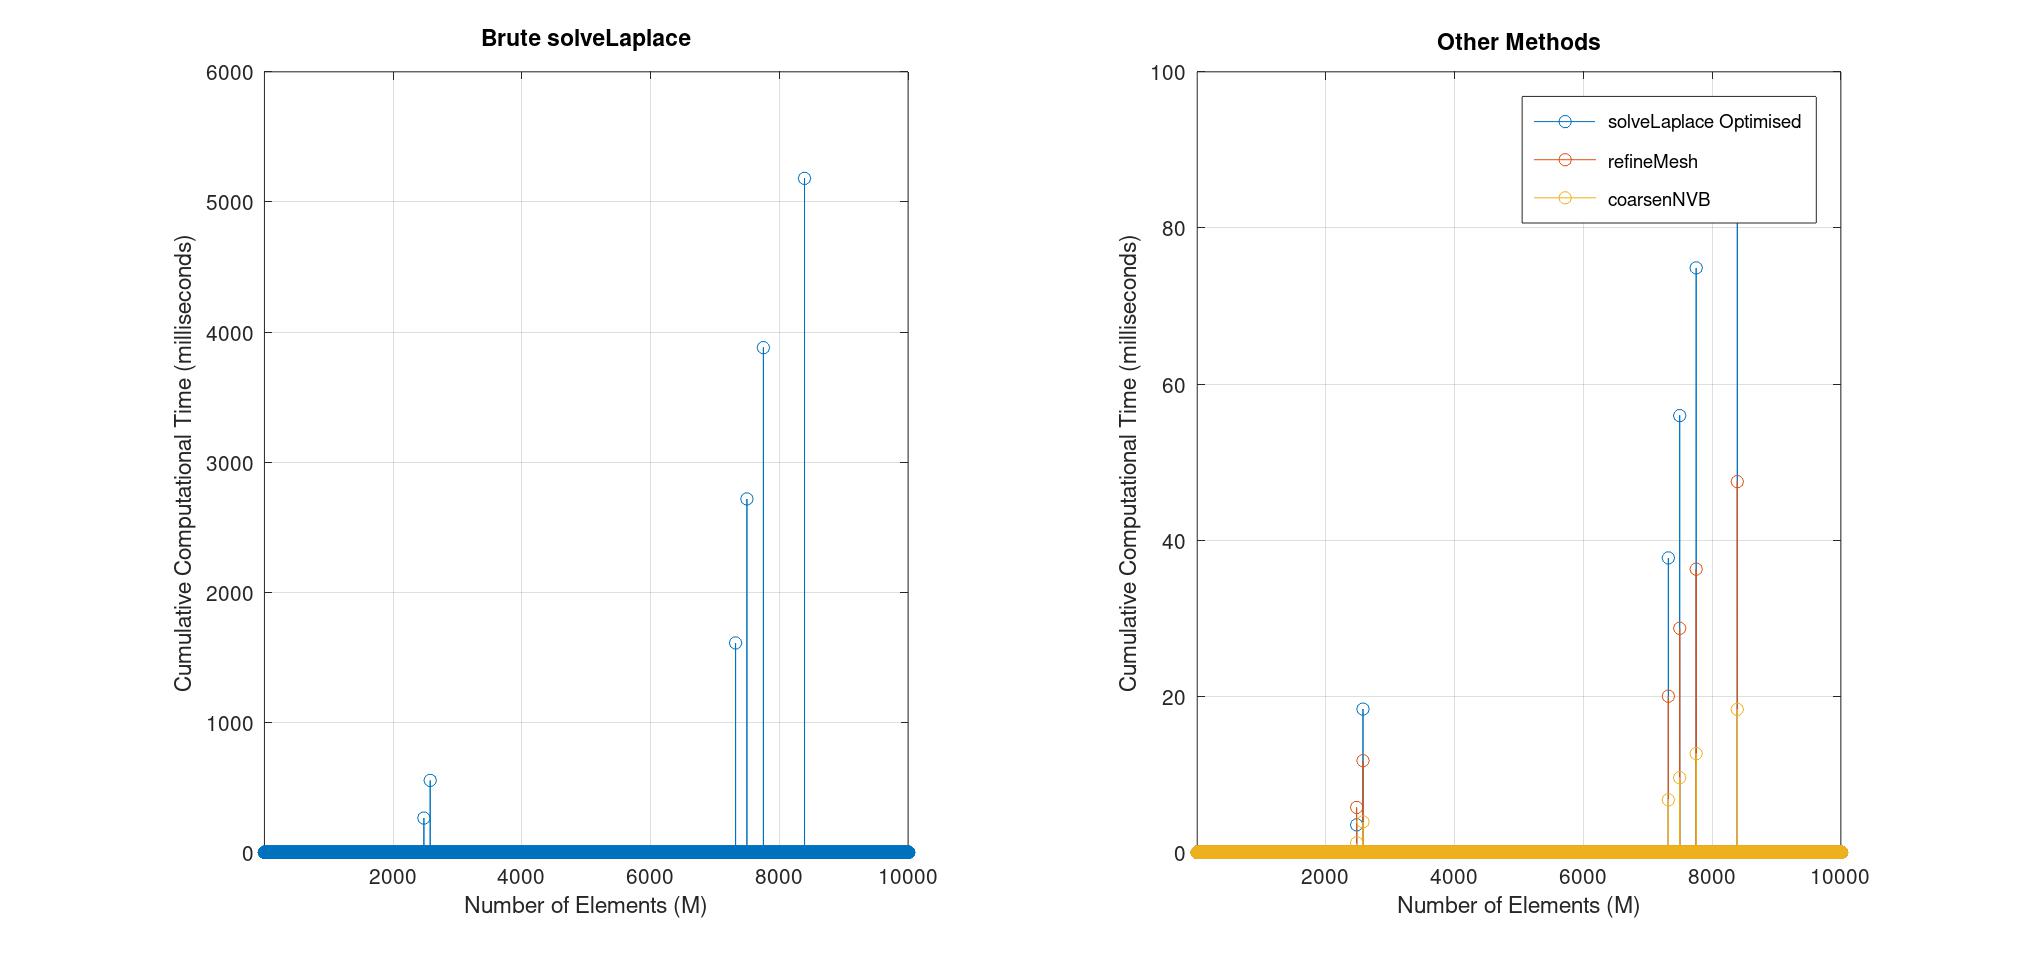 Brute solveLaplace
6000
5000
4000
3000
2000
1000
0
Cumulative Computational Time (milliseconds)
2000 4000 6000 8000 10000
Number of Elements (M)
Other Methods
100
80
60
40
20
0
Cumulative Computational Time (milliseconds)
solveLaplace Optimised
refineMesh
coarsenNVB
2000 4000 6000 8000 10000
Number of Elements (M)